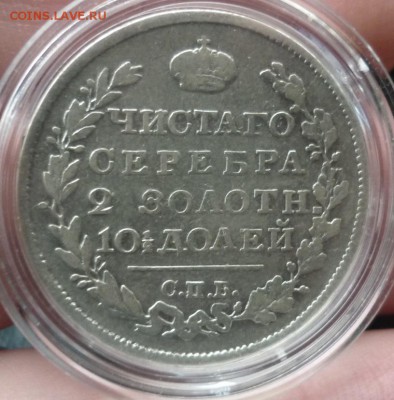 COINS.LAVE.RU
ЧИСТАГО
СЕРЕБРА
2 ЗОЛОТН.
10½ ДОЛЕЙ
С.П.Б.